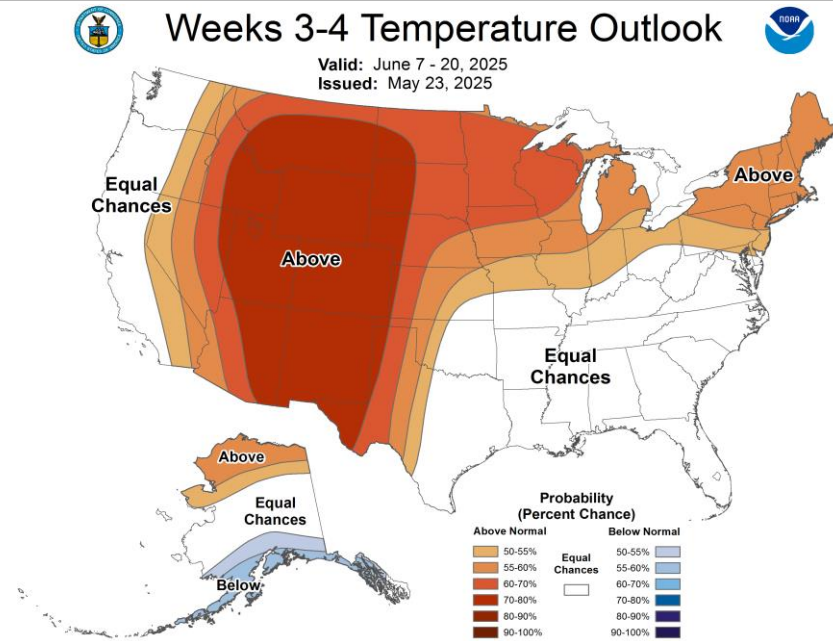 Weeks 3-4 Temperature Outlook
NOAA
Valid: June 7 - 20, 2025
Issued: May 23, 2025
Equal
Chances
Above
Above
Equal
Chances
Above
Equal
Chances
Below
Probability
(Percent Chance)
Above Normal
Below Normal
50-55%
55-60%
60-70%
70-80%
80-90%
90-100%
Equal
Chances
50-55%
55-60%
60-70%
70-80%
80-90%
90-100%